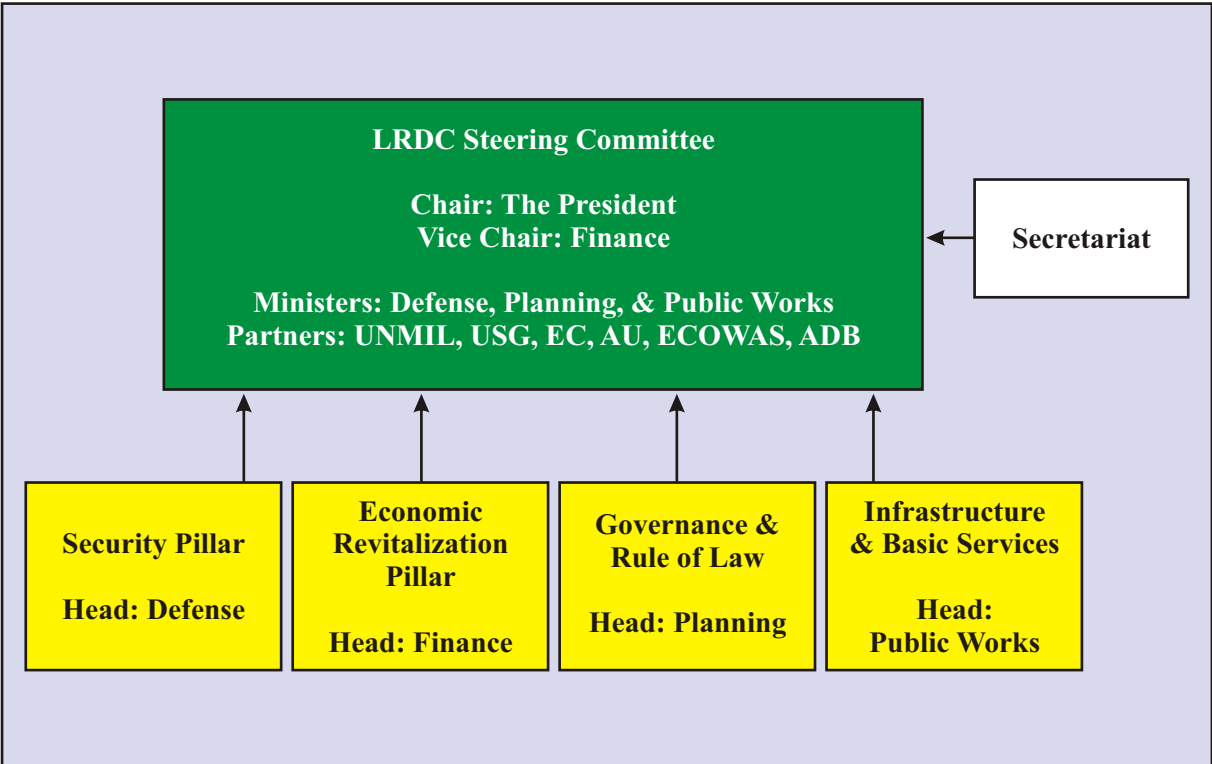 LRDC Steering Committee
Chair: The President
Vice Chair: Finance
Ministers: Defense, Planning, & Public Works
Partners: UNMIL, USG, EC, AU, ECOWAS, ADB
Secretariat
Security Pillar
Head: Defense
Economic
Revitalization
Pillar
Head: Finance
Governance &
Rule of Law
Head: Planning
Infrastructure
& Basic Services
Head:
Public Works